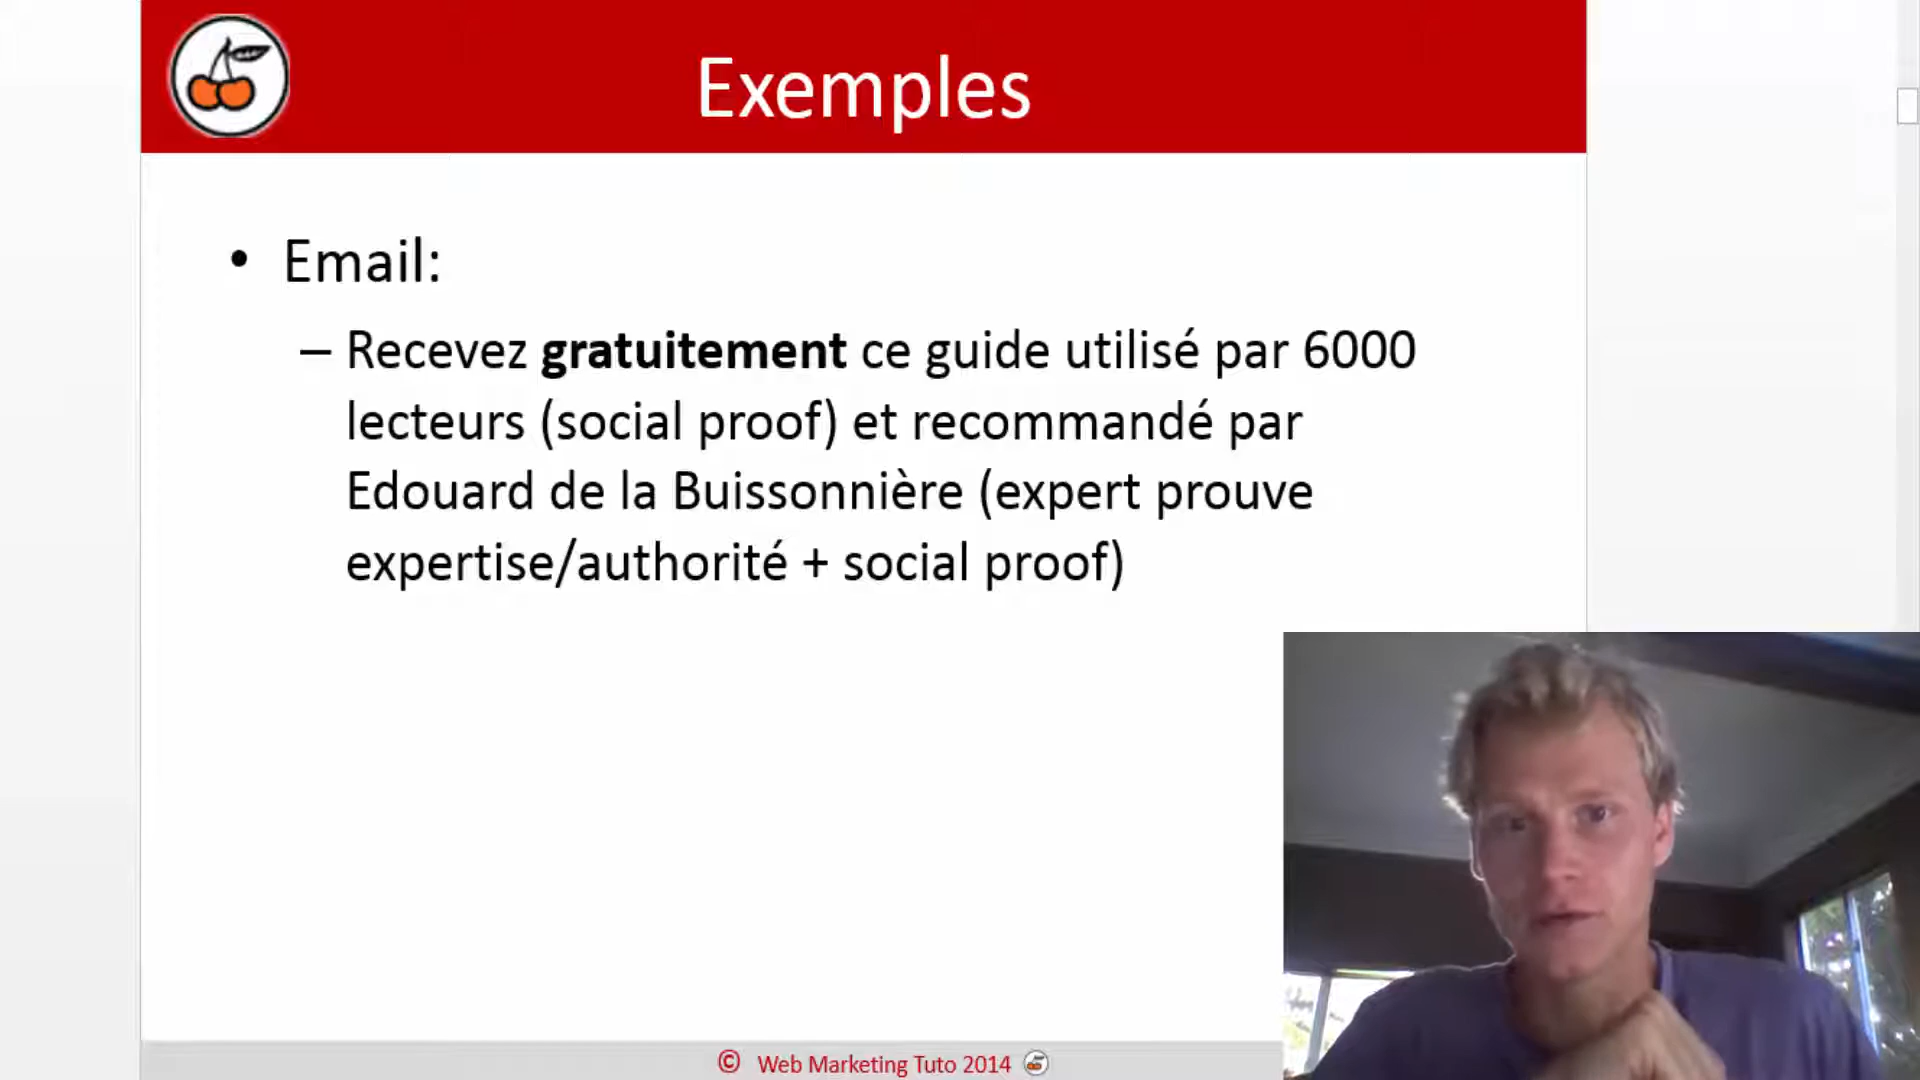 Exemples
• Email:
– Recevez gratuitement ce guide utilisé par 6000
lecteurs (social proof) et recommandé par
Edouard de la Buissonnière (expert prouve
expertise/authorité + social proof)
© Web Marketing Tuto 2014